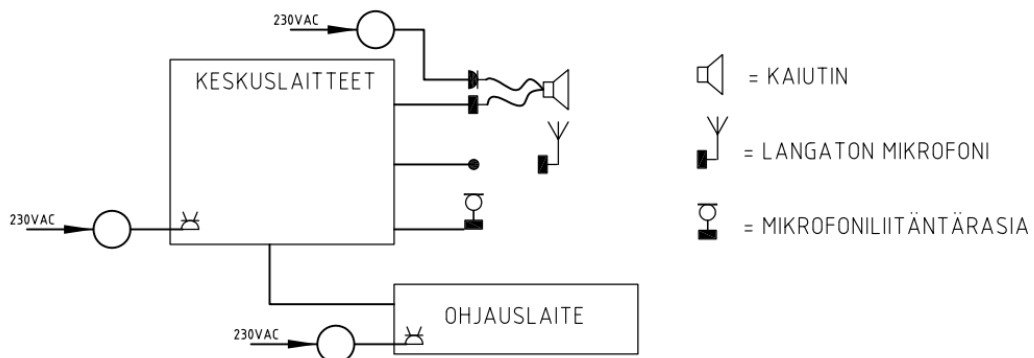 230VAC
KESKUSLAITTEET
= KAIUTIN
= LANGATON MIKROFONI
230VAC
= MIKROFONILIITÄNTÄRASIA
OHJAUSLAITE
230VAC